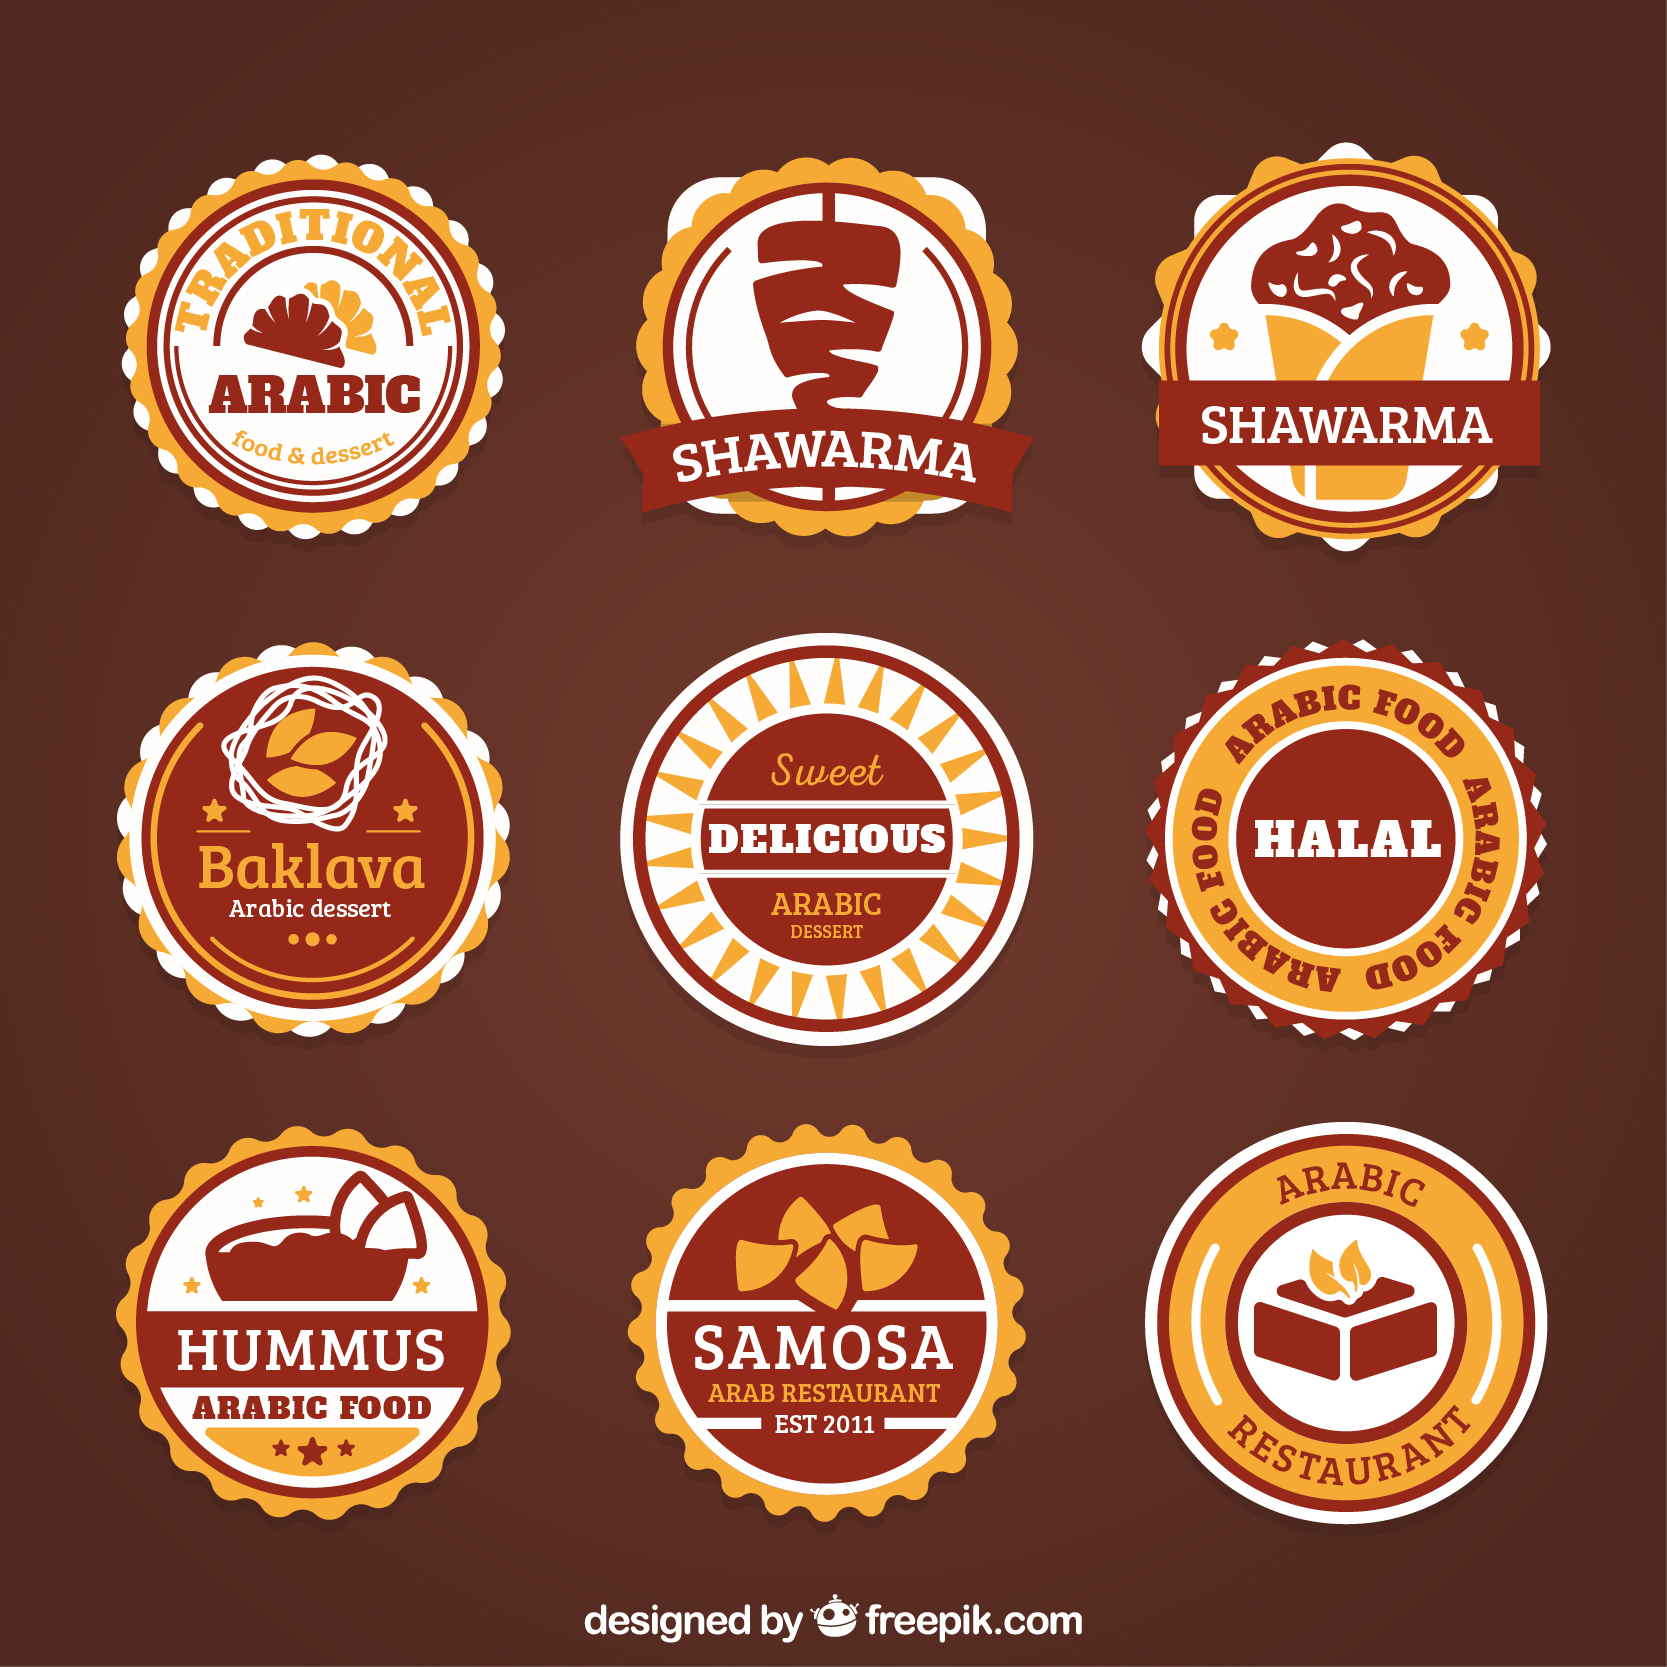 TRADITIONAL
ARABIC
food & dessert
SHAWARMA
SHAWARMA
Baklava
Arabic dessert
Sweet
DELICIOUS
ARABIC
DESSERT
ARABIC FOOD ARABIC FOOD ARABIC FOOD
HALAL
HUMMUS
ARABIC FOOD
SAMOSA
ARAB RESTAURANT
EST 2011
ARABIC
RESTAURANT
designed by freepik.com